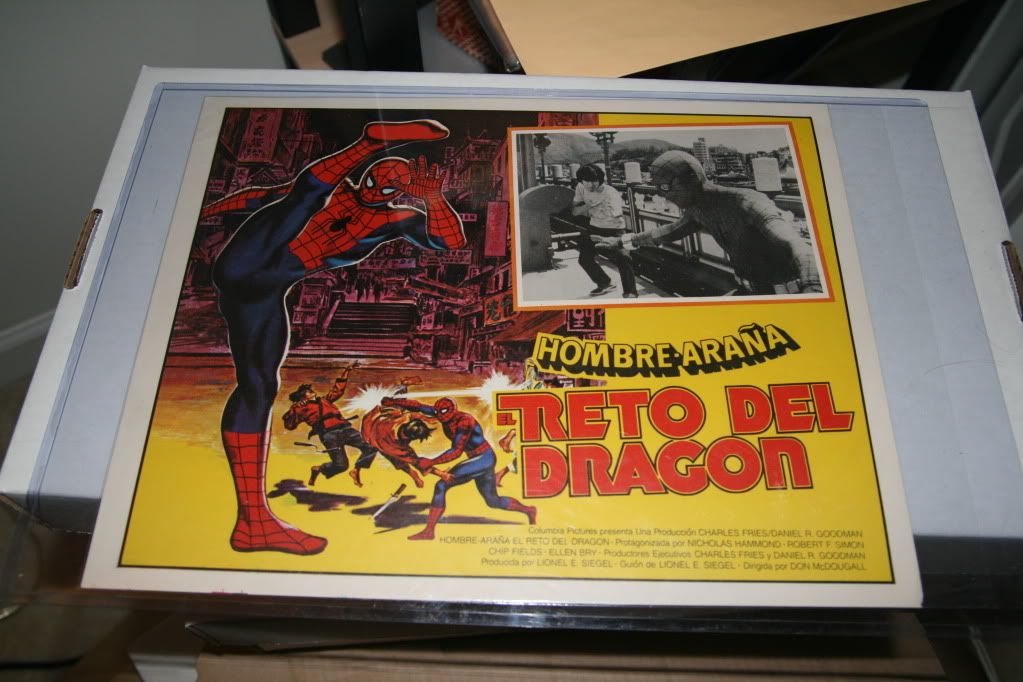 HOMBRE-ARAÑA
EL RETO DEL
DRAGON
Columbia Pictures presenta Una Producción CHARLES FRIES/DANIEL R. GOODMAN
HOMBRE-ARAÑA EL RETO DEL DRAGON · Protagonizada por NICHOLAS HAMMOND · ROBERT F. SIMON
CHIP FIELDS · ELLEN BRY · Productores Ejecutivos CHARLES FRIES y DANIEL R. GOODMAN
Producida por LIONEL E. SIEGEL · Guión de LIONEL E. SIEGEL · Dirigida por DON McDOUGALL